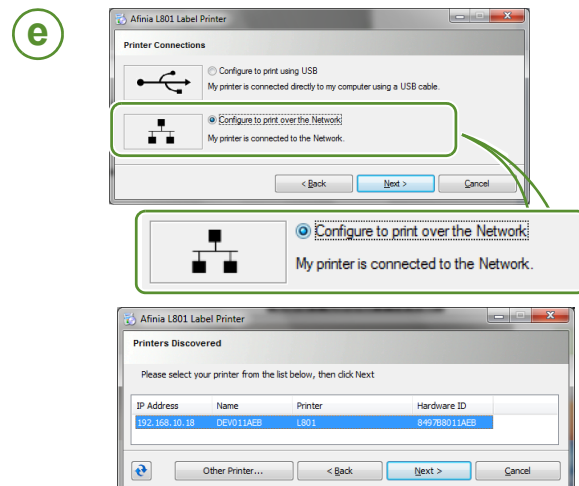 e
Afinia L801 Label Printer
Printer Connections
Configure to print using USB
My printer is connected directly to my computer using a USB cable.
Configure to print over the Network
My printer is connected to the Network.
< Back Next > Cancel
Configure to print over the Network
My printer is connected to the Network.
Afinia L801 Label Printer
Printers Discovered
Please select your printer from the list below, then click Next
IP Address Name Printer Hardware ID
192.168.10.18 DEV011AEB L801 8497B8011AEB
Other Printer... < Back Next > Cancel